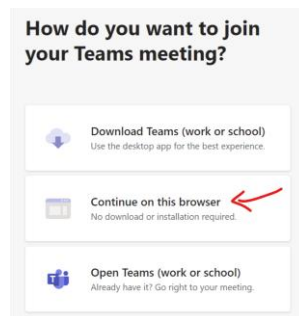 How do you want to join
your Teams meeting?
Download Teams (work or school)
Use the desktop app for the best experience.
Continue on this browser
No download or installation required.
Open Teams (work or school)
Already have it? Go right to your meeting.